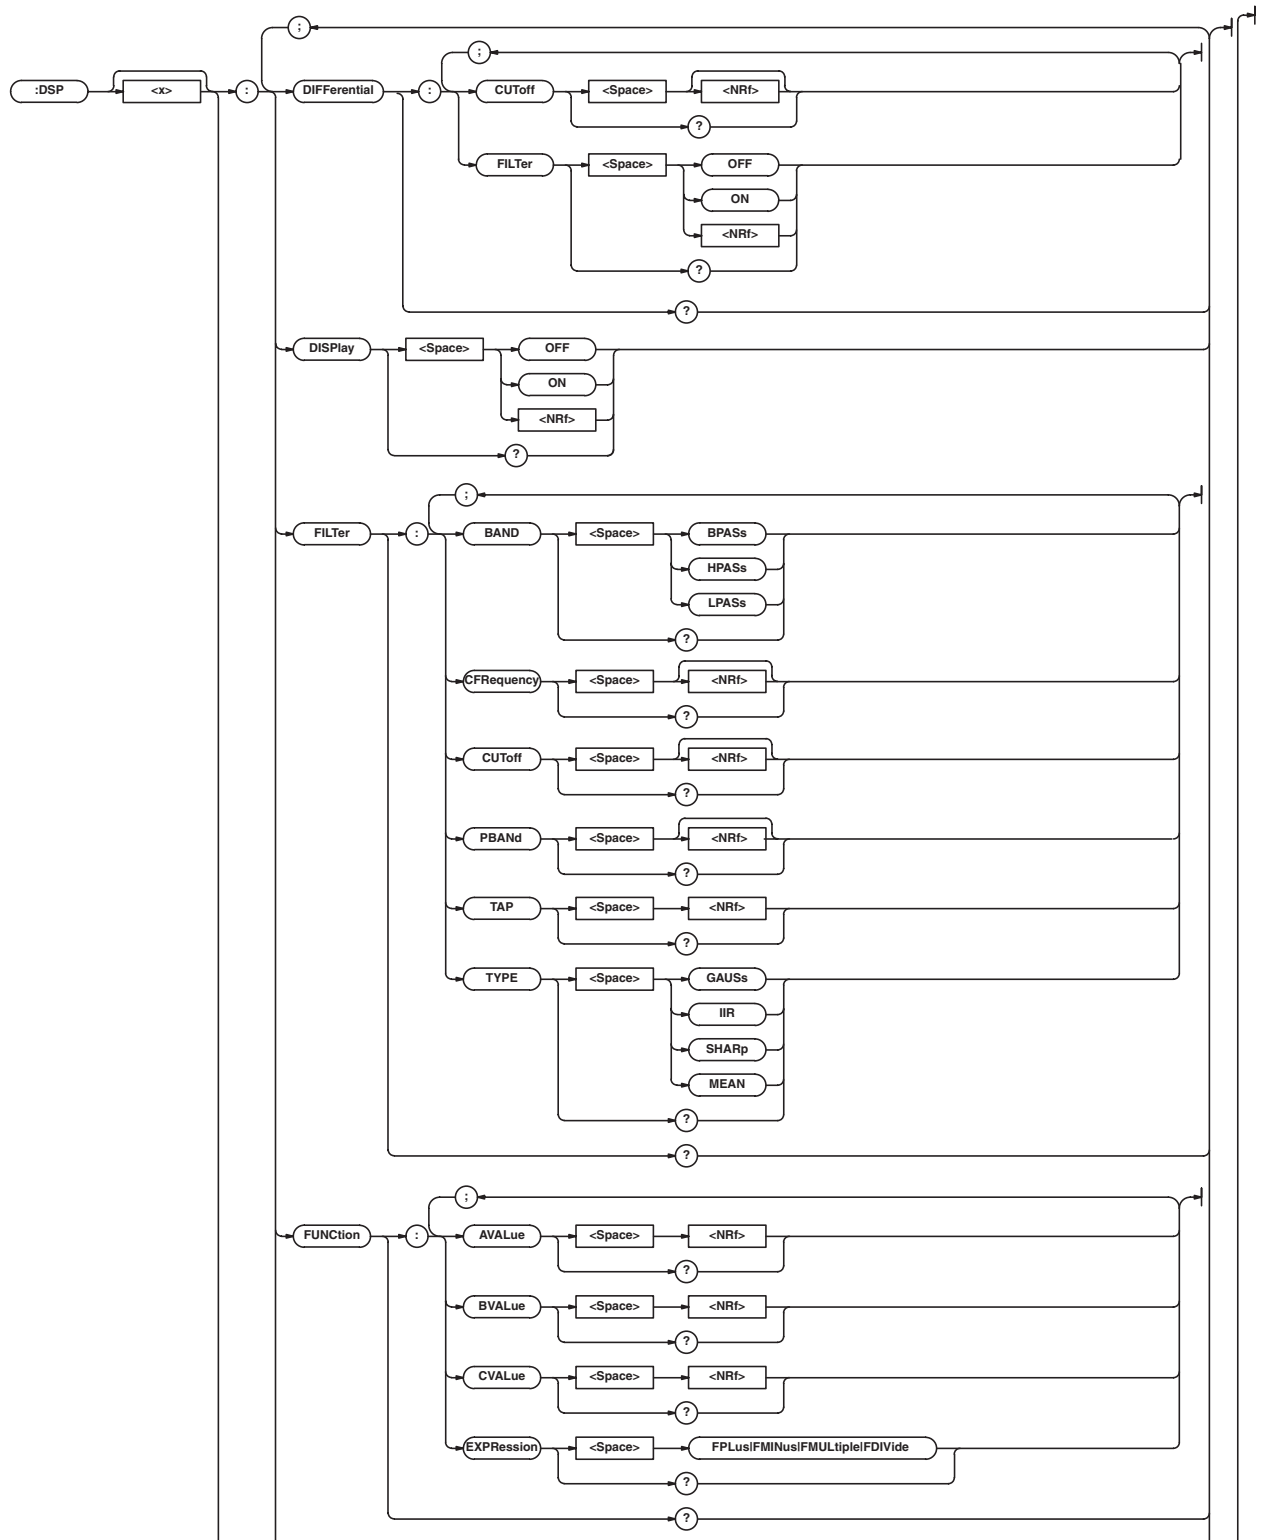 ;
;
:DSP <x> : DIFFerential : CUToff <Space> <NRf>
?
FILTer <Space> OFF
ON
<NRf>
?
?
DISPlay <Space> OFF
ON
<NRf>
?
;
FILTer : BAND <Space> BPASs
HPASs
LPASs
?
CFRequency <Space> <NRf>
?
CUToff <Space> <NRf>
?
PBANd <Space> <NRf>
?
TAP <Space> <NRf>
?
TYPE <Space> GAUSs
IIR
SHARp
MEAN
?
?
;
FUNCtion : AVALue <Space> <NRf>
?
BVALue <Space> <NRf>
?
CVALue <Space> <NRf>
?
EXPRession <Space> FPLus|FMINus|FMULtiple|FDIVide
?
?